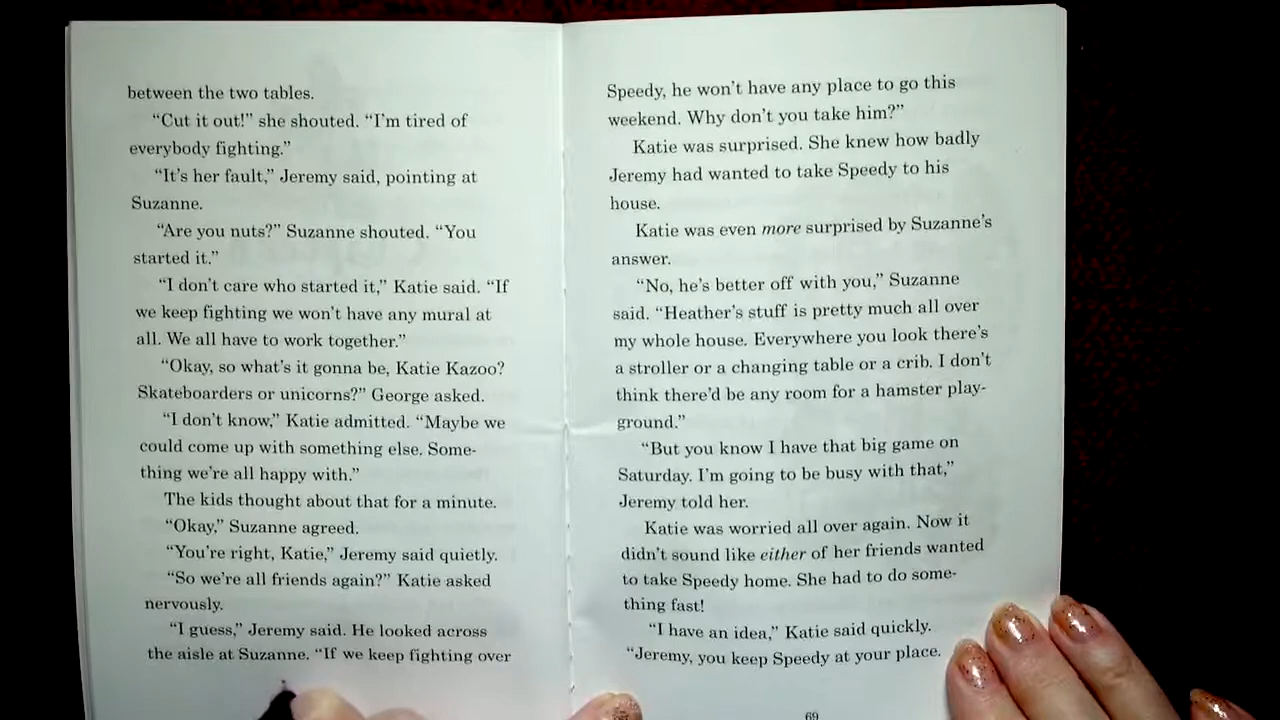 between the two tables.
“Cut it out!” she shouted. “I’m tired of
everybody fighting.”
“It’s her fault,” Jeremy said, pointing at
Suzanne.
“Are you nuts?” Suzanne shouted. “You
started it.”
“I don’t care who started it,” Katie said. “If
we keep fighting we won’t have any mural at
all. We all have to work together.”
“Okay, so what’s it gonna be, Katie Kazoo?
Skateboarders or unicorns?” George asked.
“I don’t know,” Katie admitted. “Maybe we
could come up with something else. Some-
thing we’re all happy with.”
The kids thought about that for a minute.
“Okay,” Suzanne agreed.
“You’re right, Katie,” Jeremy said quietly.
“So we’re all friends again?” Katie asked
nervously.
“I guess,” Jeremy said. He looked across
the aisle at Suzanne. “If we keep fighting over
Speedy, he won’t have any place to go this
weekend. Why don’t you take him?”
Katie was surprised. She knew how badly
Jeremy had wanted to take Speedy to his
house.
Katie was even more surprised by Suzanne’s
answer.
“No, he’s better off with you,” Suzanne
said. “Heather’s stuff is pretty much all over
my whole house. Everywhere you look there’s
a stroller or a changing table or a crib. I don’t
think there’d be any room for a hamster play-
ground.”
“But you know I have that big game on
Saturday. I’m going to be busy with that,”
Jeremy told her.
Katie was worried all over again. Now it
didn’t sound like either of her friends wanted
to take Speedy home. She had to do some-
thing fast!
“I have an idea,” Katie said quickly.
“Jeremy, you keep Speedy at your place.
69